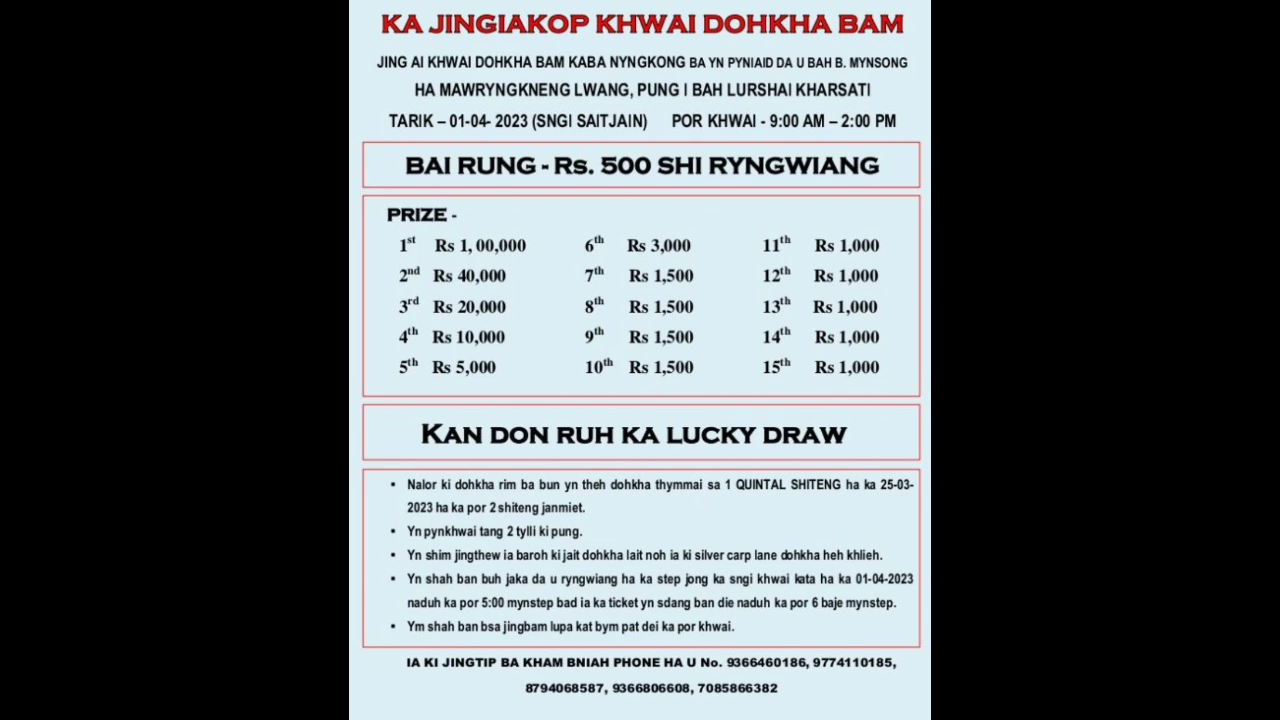 KA JINGIAKOP KHWAI DOHKHA BAM
JING AI KHWAI DOHKHA BAM KABA NYNGKONG BA YN PYNIAID DA U BAH B. MYNSONG
HA MAWRYNGKNENG LWANG, PUNG I BAH LURSHAI KHARSATI
TARIK – 01-04- 2023 (SNGI SAITJAIN) POR KHWAI - 9:00 AM – 2:00 PM
BAI RUNG - Rs. 500 SHI RYNGWIANG
PRIZE -
1st Rs 1, 00,000 6th Rs 3,000 11th Rs 1,000
2nd Rs 40,000 7th Rs 1,500 12th Rs 1,000
3rd Rs 20,000 8th Rs 1,500 13th Rs 1,000
4th Rs 10,000 9th Rs 1,500 14th Rs 1,000
5th Rs 5,000 10th Rs 1,500 15th Rs 1,000
KAN DON RUH KA LUCKY DRAW
• Nalor ki dohkha rim ba bun yn theh dohkha thymmai sa 1 QUINTAL SHITENG ha ka 25-03-
2023 ha ka por 2 shiteng janmiet.
• Yn pynkhwai tang 2 tylli ki pung.
• Yn shim jingthew ia baroh ki jait dohkha lait noh ia ki silver carp lane dohkha heh khlieh.
• Yn shah ban buh jaka da u ryngwiang ha ka step jong ka sngi khwai kata ha ka 01-04-2023
naduh ka por 5:00 mynstep bad ia ka ticket yn sdang ban die naduh ka por 6 baje mynstep.
• Ym shah ban bsa jingbam lupa kat bym pat dei ka por khwai.
IA KI JINGTIP BA KHAM BNIAH PHONE HA U No. 9366460186, 9774110185,
8794068587, 9366806608, 7085866382